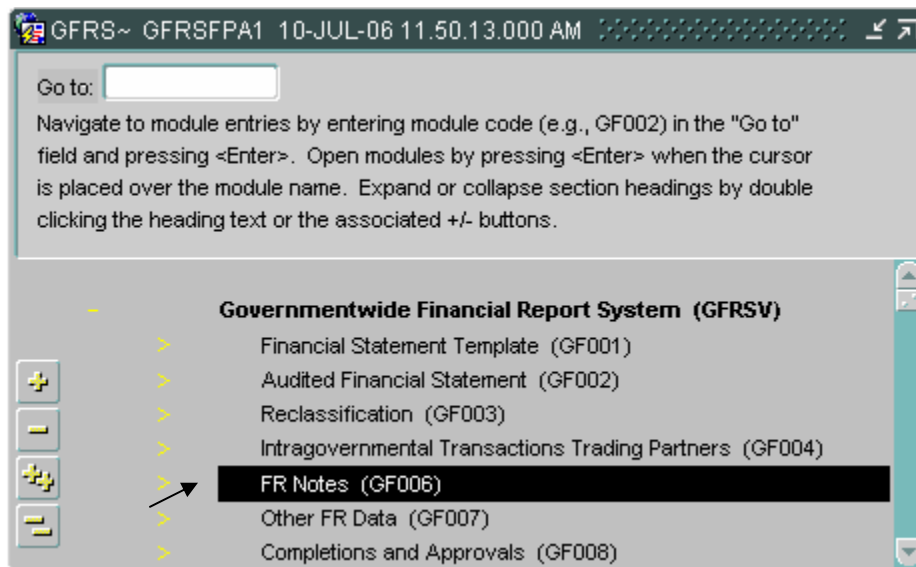 GFRS~ GFRSFPA1 10-JUL-06 11.50.13.000 AM
Go to:
Navigate to module entries by entering module code (e.g., GF002) in the "Go to"
field and pressing <Enter>. Open modules by pressing <Enter> when the cursor
is placed over the module name. Expand or collapse section headings by double
clicking the heading text or the associated +/- buttons.
Governmentwide Financial Report System (GFRSV)
Financial Statement Template (GF001)
Audited Financial Statement (GF002)
Reclassification (GF003)
Intragovernmental Transactions Trading Partners (GF004)
FR Notes (GF006)
Other FR Data (GF007)
Completions and Approvals (GF008)